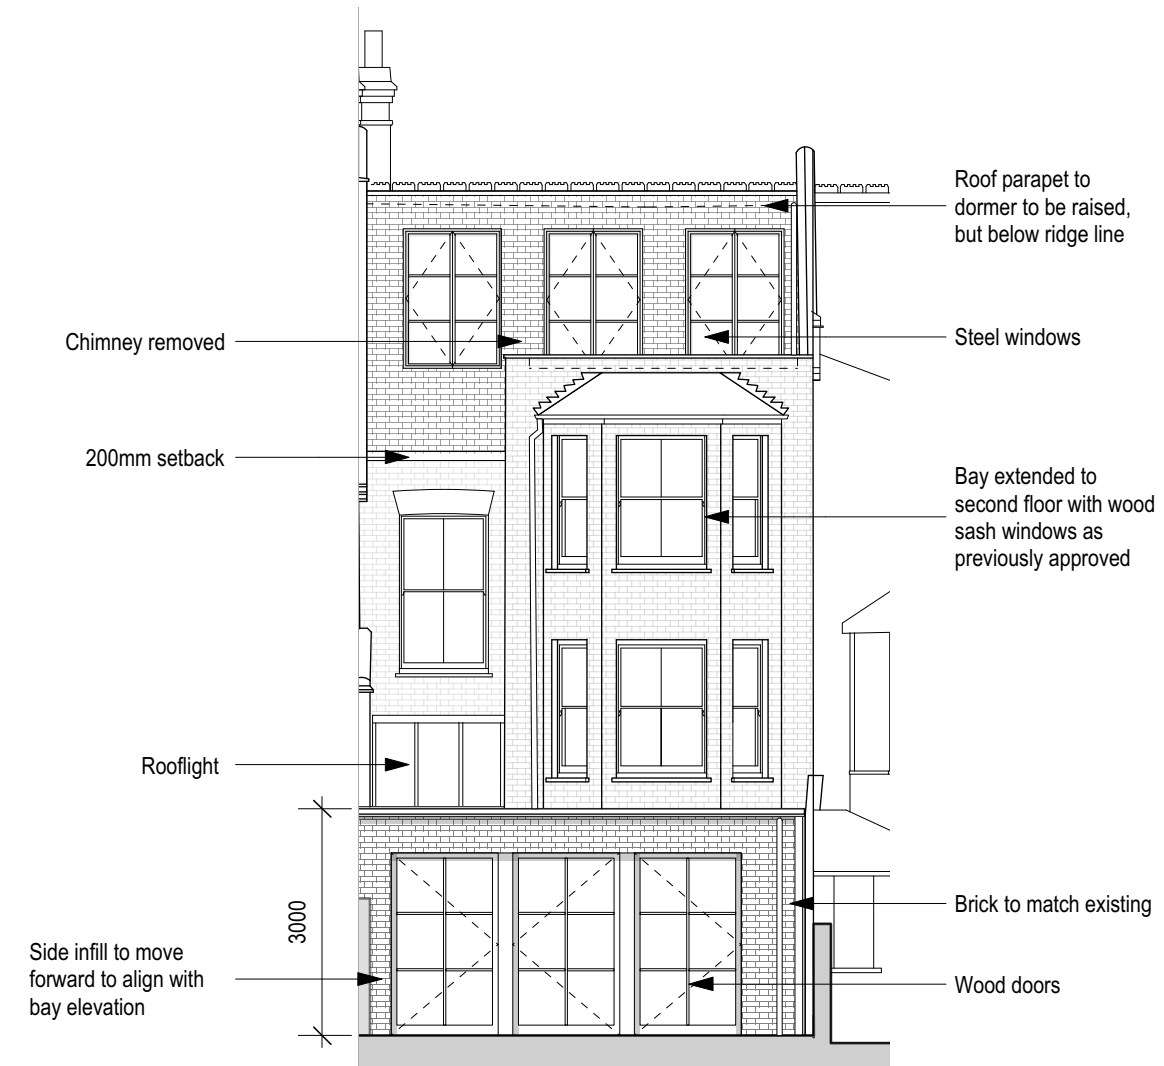 Roof parapet to
dormer to be raised,
but below ridge line
Chimney removed
Steel windows
200mm setback
Bay extended to
second floor with wood
sash windows as
previously approved
Rooflight
3000
Brick to match existing
Side infill to move
forward to align with
bay elevation
Wood doors